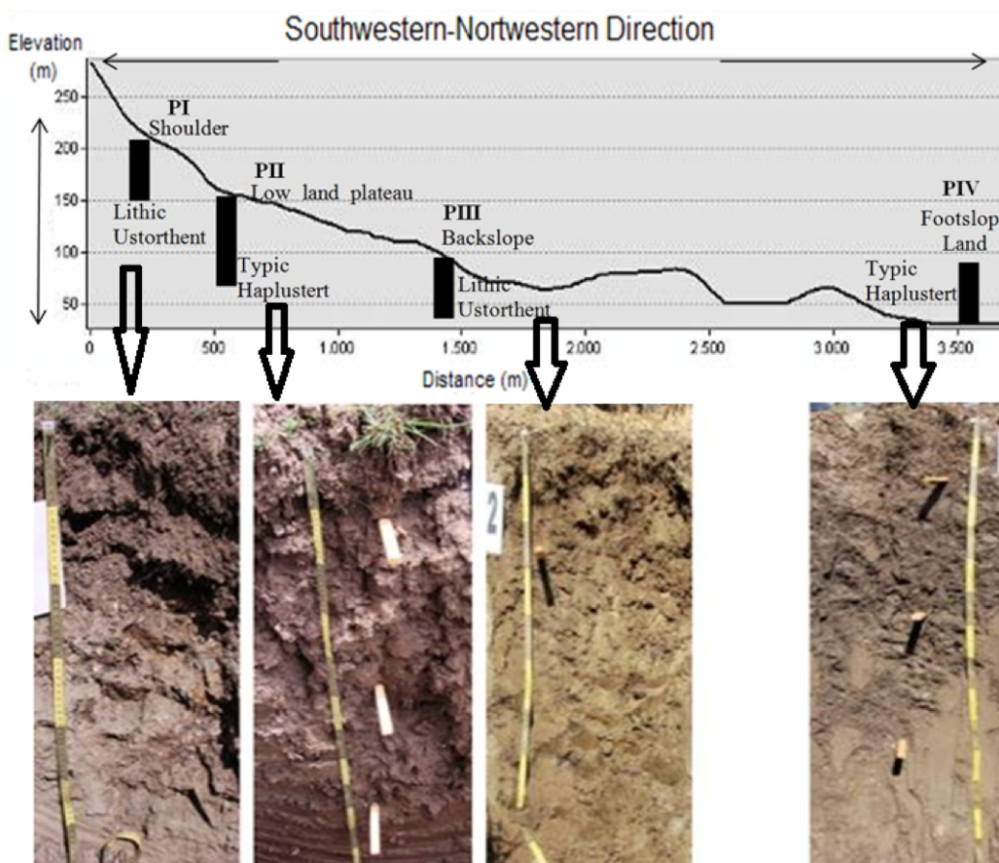 Southwestern-Nortwestern Direction
Elevation
(m)
250
200
150
100
50
PI
Shoulder
Lithic
Ustorthent
PII
Low land plateau
Typic
Haplustert
PIII
Backslope
Lithic
Ustorthent
PIV
Footslop
Land
Typic
Haplustert
0
500
1.000
1.500
2.000
2.500
3.000
3.500
Distance (m)
2